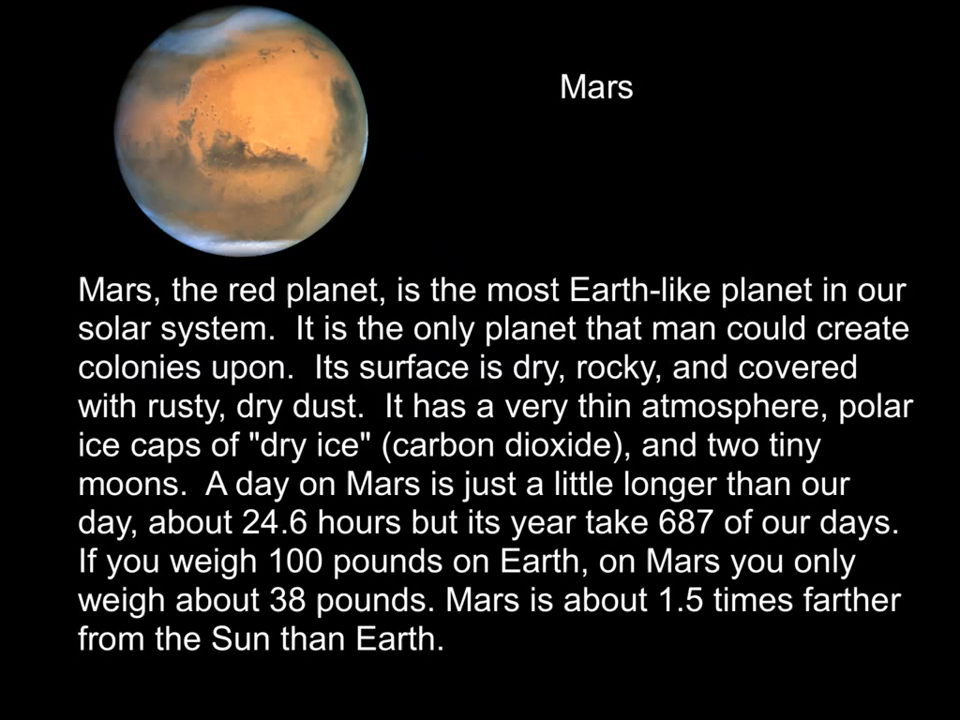 Mars
Mars, the red planet, is the most Earth-like planet in our
solar system.  It is the only planet that man could create
colonies upon.  Its surface is dry, rocky, and covered
with rusty, dry dust.  It has a very thin atmosphere, polar
ice caps of "dry ice" (carbon dioxide), and two tiny
moons.  A day on Mars is just a little longer than our
day, about 24.6 hours but its year take 687 of our days.
If you weigh 100 pounds on Earth, on Mars you only
weigh about 38 pounds. Mars is about 1.5 times farther
from the Sun than Earth.